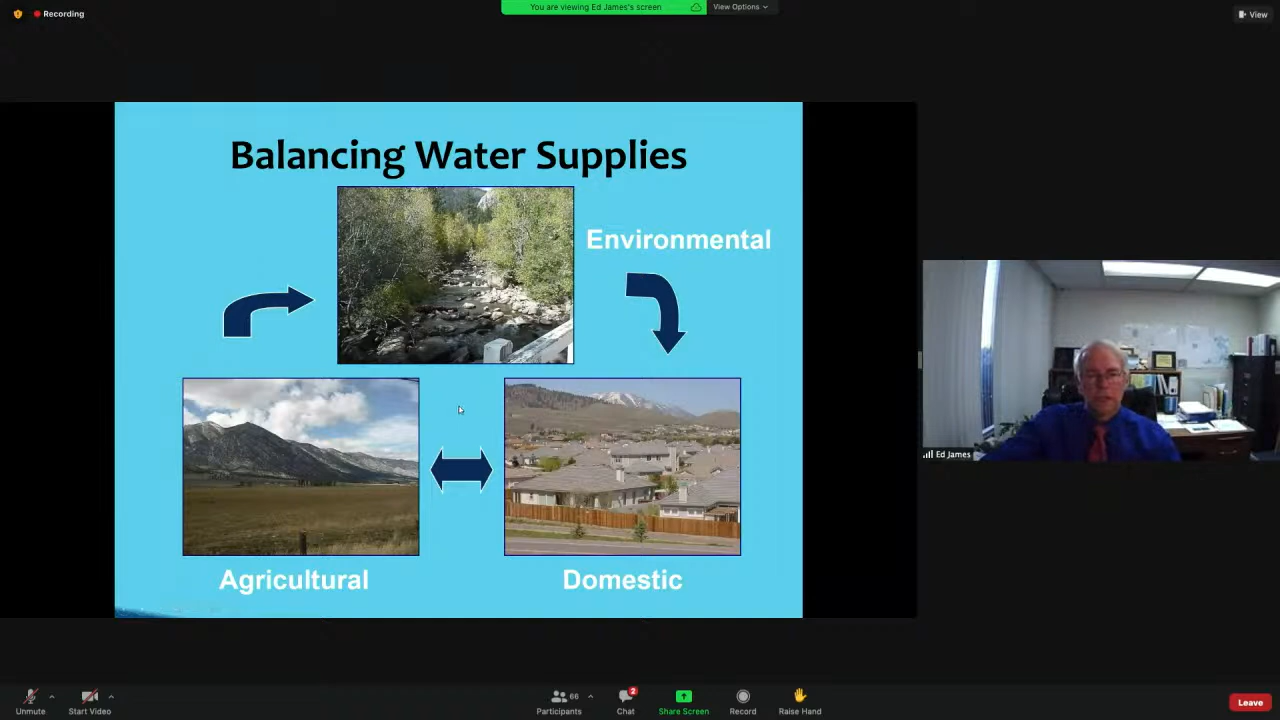 Recording
You are viewing Ed James's screen
View Options
View
Balancing Water Supplies
Environmental
Agricultural
Domestic
Ed James
Unmute
Start Video
66
Participants
2
Chat
Share Screen
Record
Raise Hand
Leave